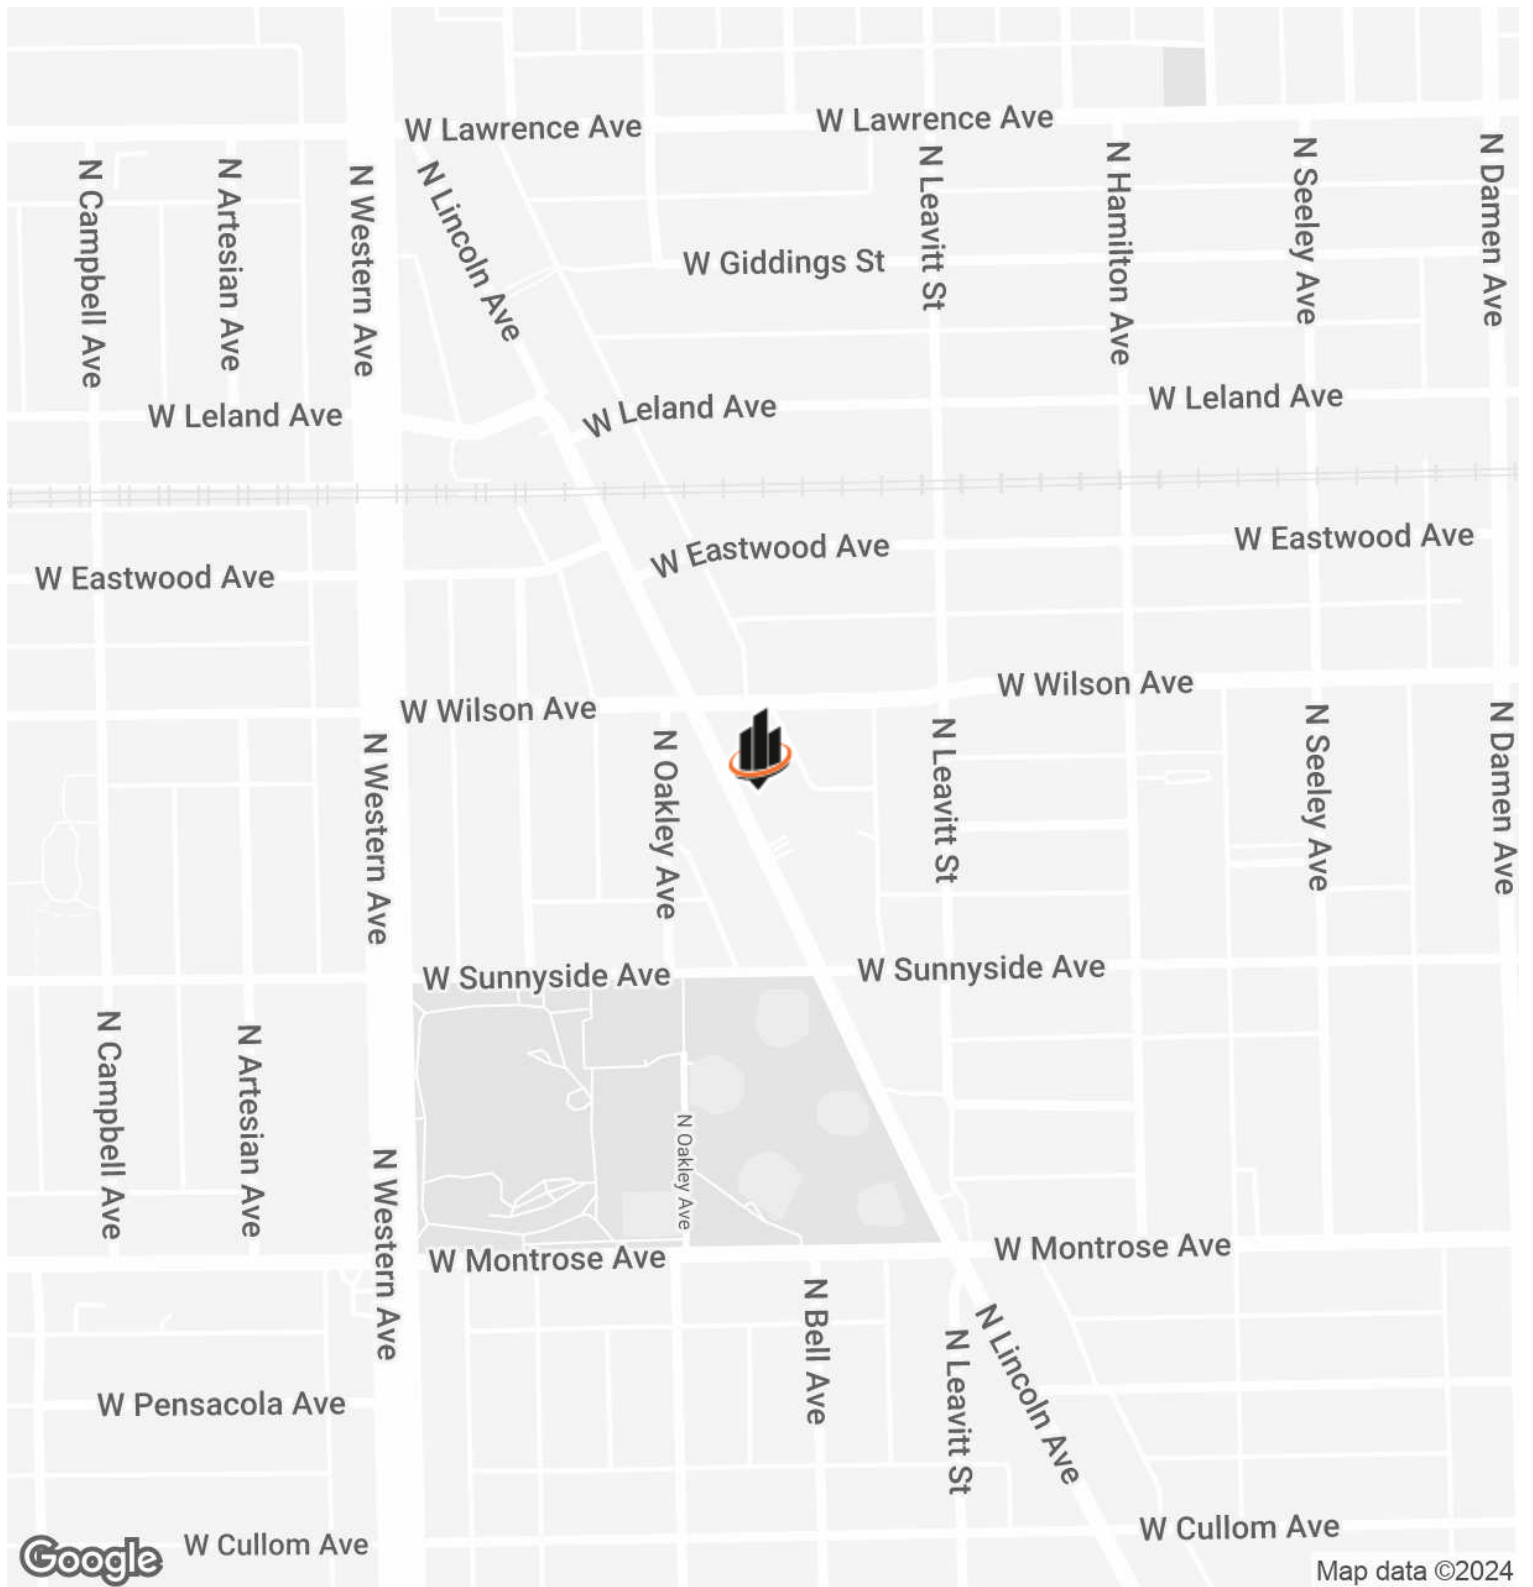 W Lawrence Ave
W Lawrence Ave
N Campbell Ave
N Artesian Ave
N Western Ave
N Lincoln Ave
N Leavitt St
N Hamilton Ave
N Seeley Ave
N Damen Ave
W Giddings St
W Leland Ave
W Leland Ave
W Leland Ave
W Eastwood Ave
W Eastwood Ave
W Eastwood Ave
W Wilson Ave
W Wilson Ave
N Western Ave
N Oakley Ave
N Leavitt St
N Seeley Ave
N Damen Ave
W Sunnyside Ave
W Sunnyside Ave
N Campbell Ave
N Artesian Ave
N Western Ave
N Oakley Ave
W Montrose Ave
W Montrose Ave
N Bell Ave
N Leavitt St
N Lincoln Ave
W Pensacola Ave
W Cullom Ave
W Cullom Ave
Google
Map data ©2024